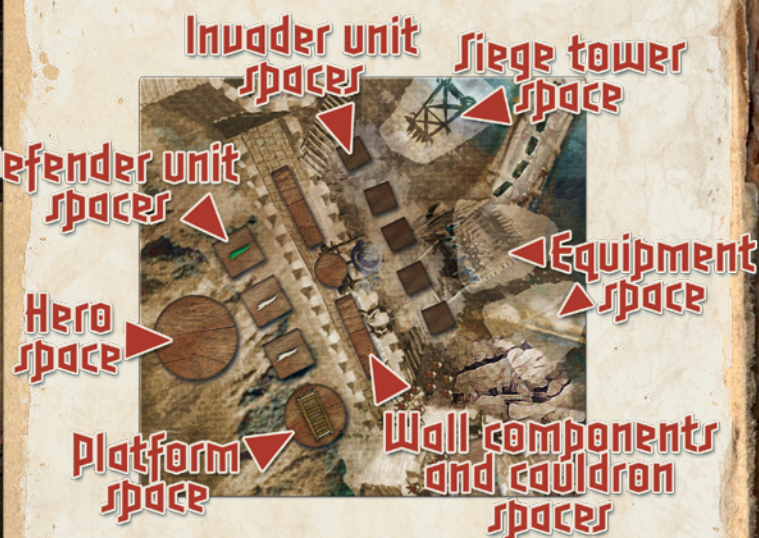 Invader unit
spaces
Siege tower
space
efender unit
spaces
Equipment
space
Hero
space
Platform
space
Wall components
and cauldron
spaces